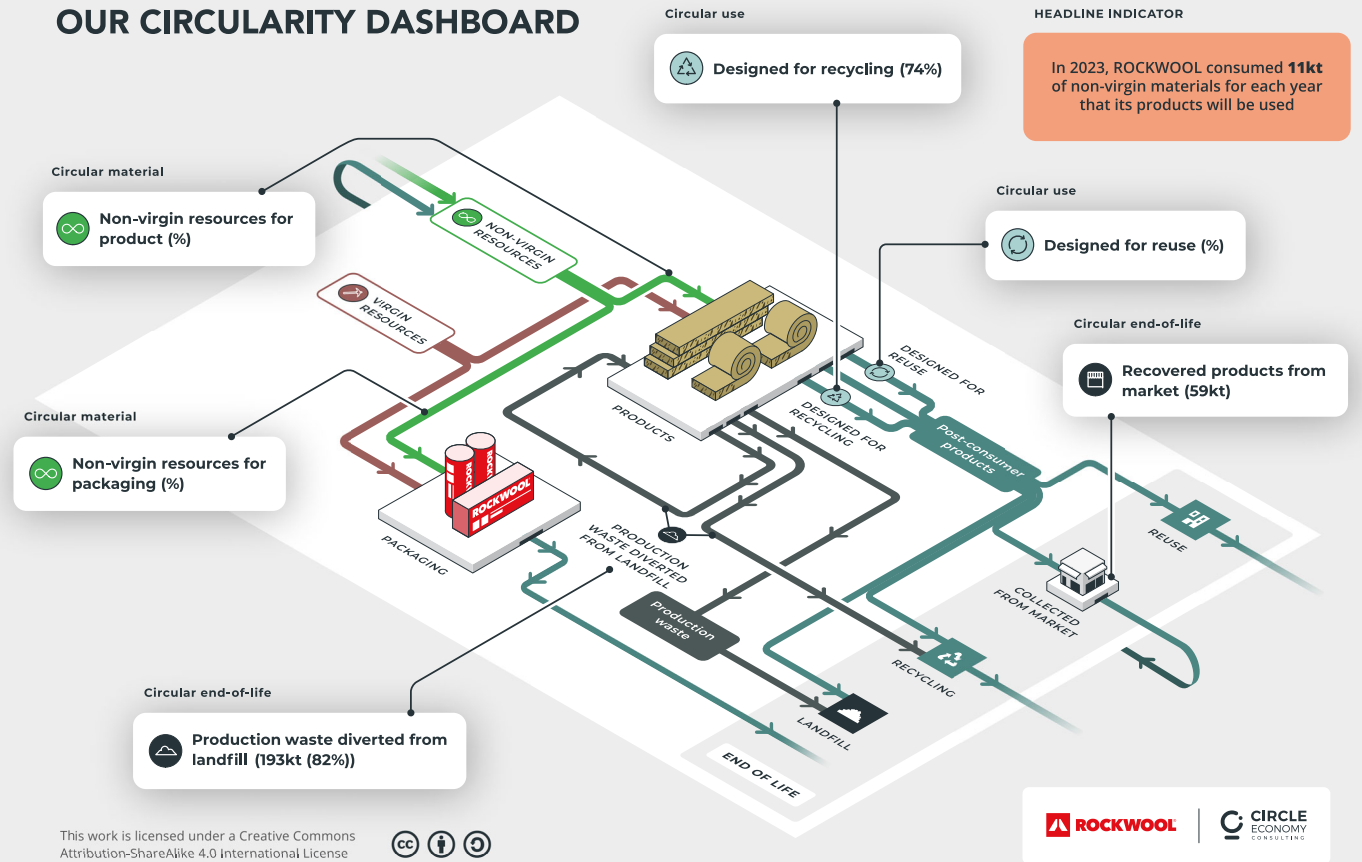 OUR CIRCULARITY DASHBOARD
Circular use
Designed for recycling (74%)
HEADLINE INDICATOR
In 2023, ROCKWOOL consumed 11kt
of non-virgin materials for each year
that its products will be used
Circular material
Non-virgin resources for
product (%)
Circular use
Designed for reuse (%)
NON-VIRGIN
RESOURCES
VIRGIN
RESOURCES
Circular end-of-life
Recovered products from
market (59kt)
DESIGNED FOR
REUSE
DESIGNED FOR
RECYCLING
PRODUCTS
Post-consumer
products
Circular material
Non-virgin resources for
packaging (%)
ROCKWOOL
PACKAGING
PRODUCTION
WASTE DIVERTED
FROM LANDFILL
REUSE
COLLECTED
FROM MARKET
Production
waste
RECYCLING
LANDFILL
END OF LIFE
Circular end-of-life
Production waste diverted from
landfill (193kt (82%))
This work is licensed under a Creative Commons
Attribution-ShareAlike 4.0 International License
cc
ROCKWOOL
CIRCLE
ECONOMY
CONSULTING